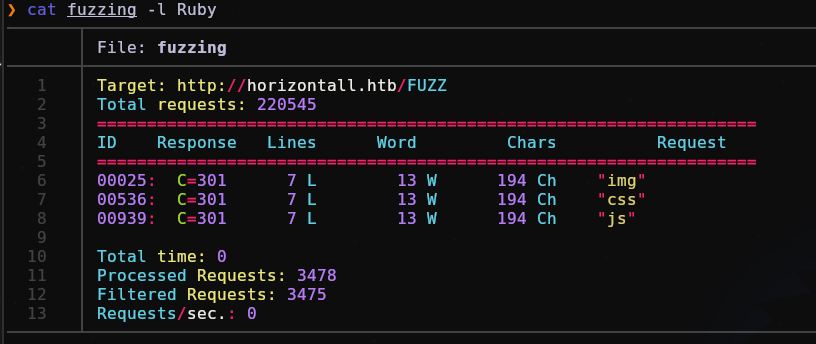 ❯ cat fuzzing -l Ruby
File: fuzzing
1 Target: http://horizontall.htb/FUZZ
2 Total requests: 220545
3 ==================================================================
4 ID    Response   Lines      Word         Chars          Request
5 ==================================================================
6 00025:  C=301      7 L          13 W      194 Ch    "img"
7 00536:  C=301      7 L          13 W      194 Ch    "css"
8 00939:  C=301      7 L          13 W      194 Ch    "js"
9
10 Total time: 0
11 Processed Requests: 3478
12 Filtered Requests: 3475
13 Requests/sec.: 0